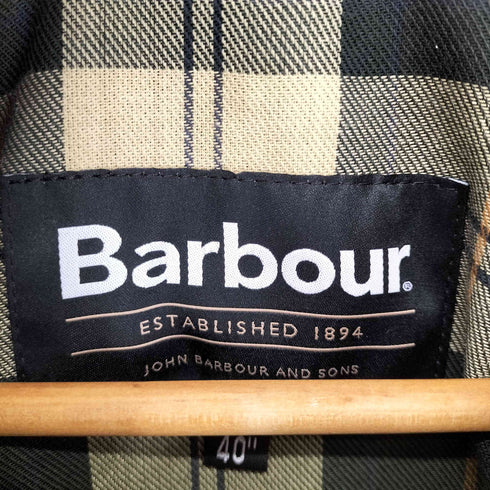 Barbour®
ESTABLISHED 1894
JOHN BARBOUR AND SONS
40"